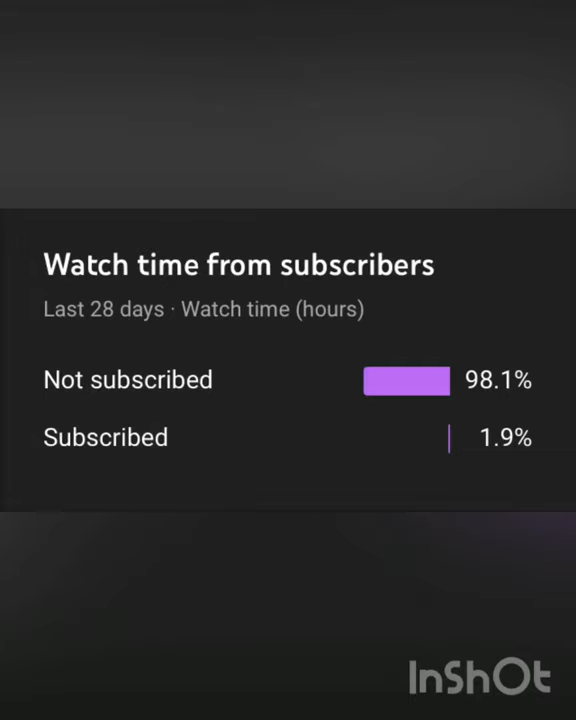 Watch time from subscribers
Last 28 days · Watch time (hours)
Not subscribed 98.1%
Subscribed 1.9%
InShOt